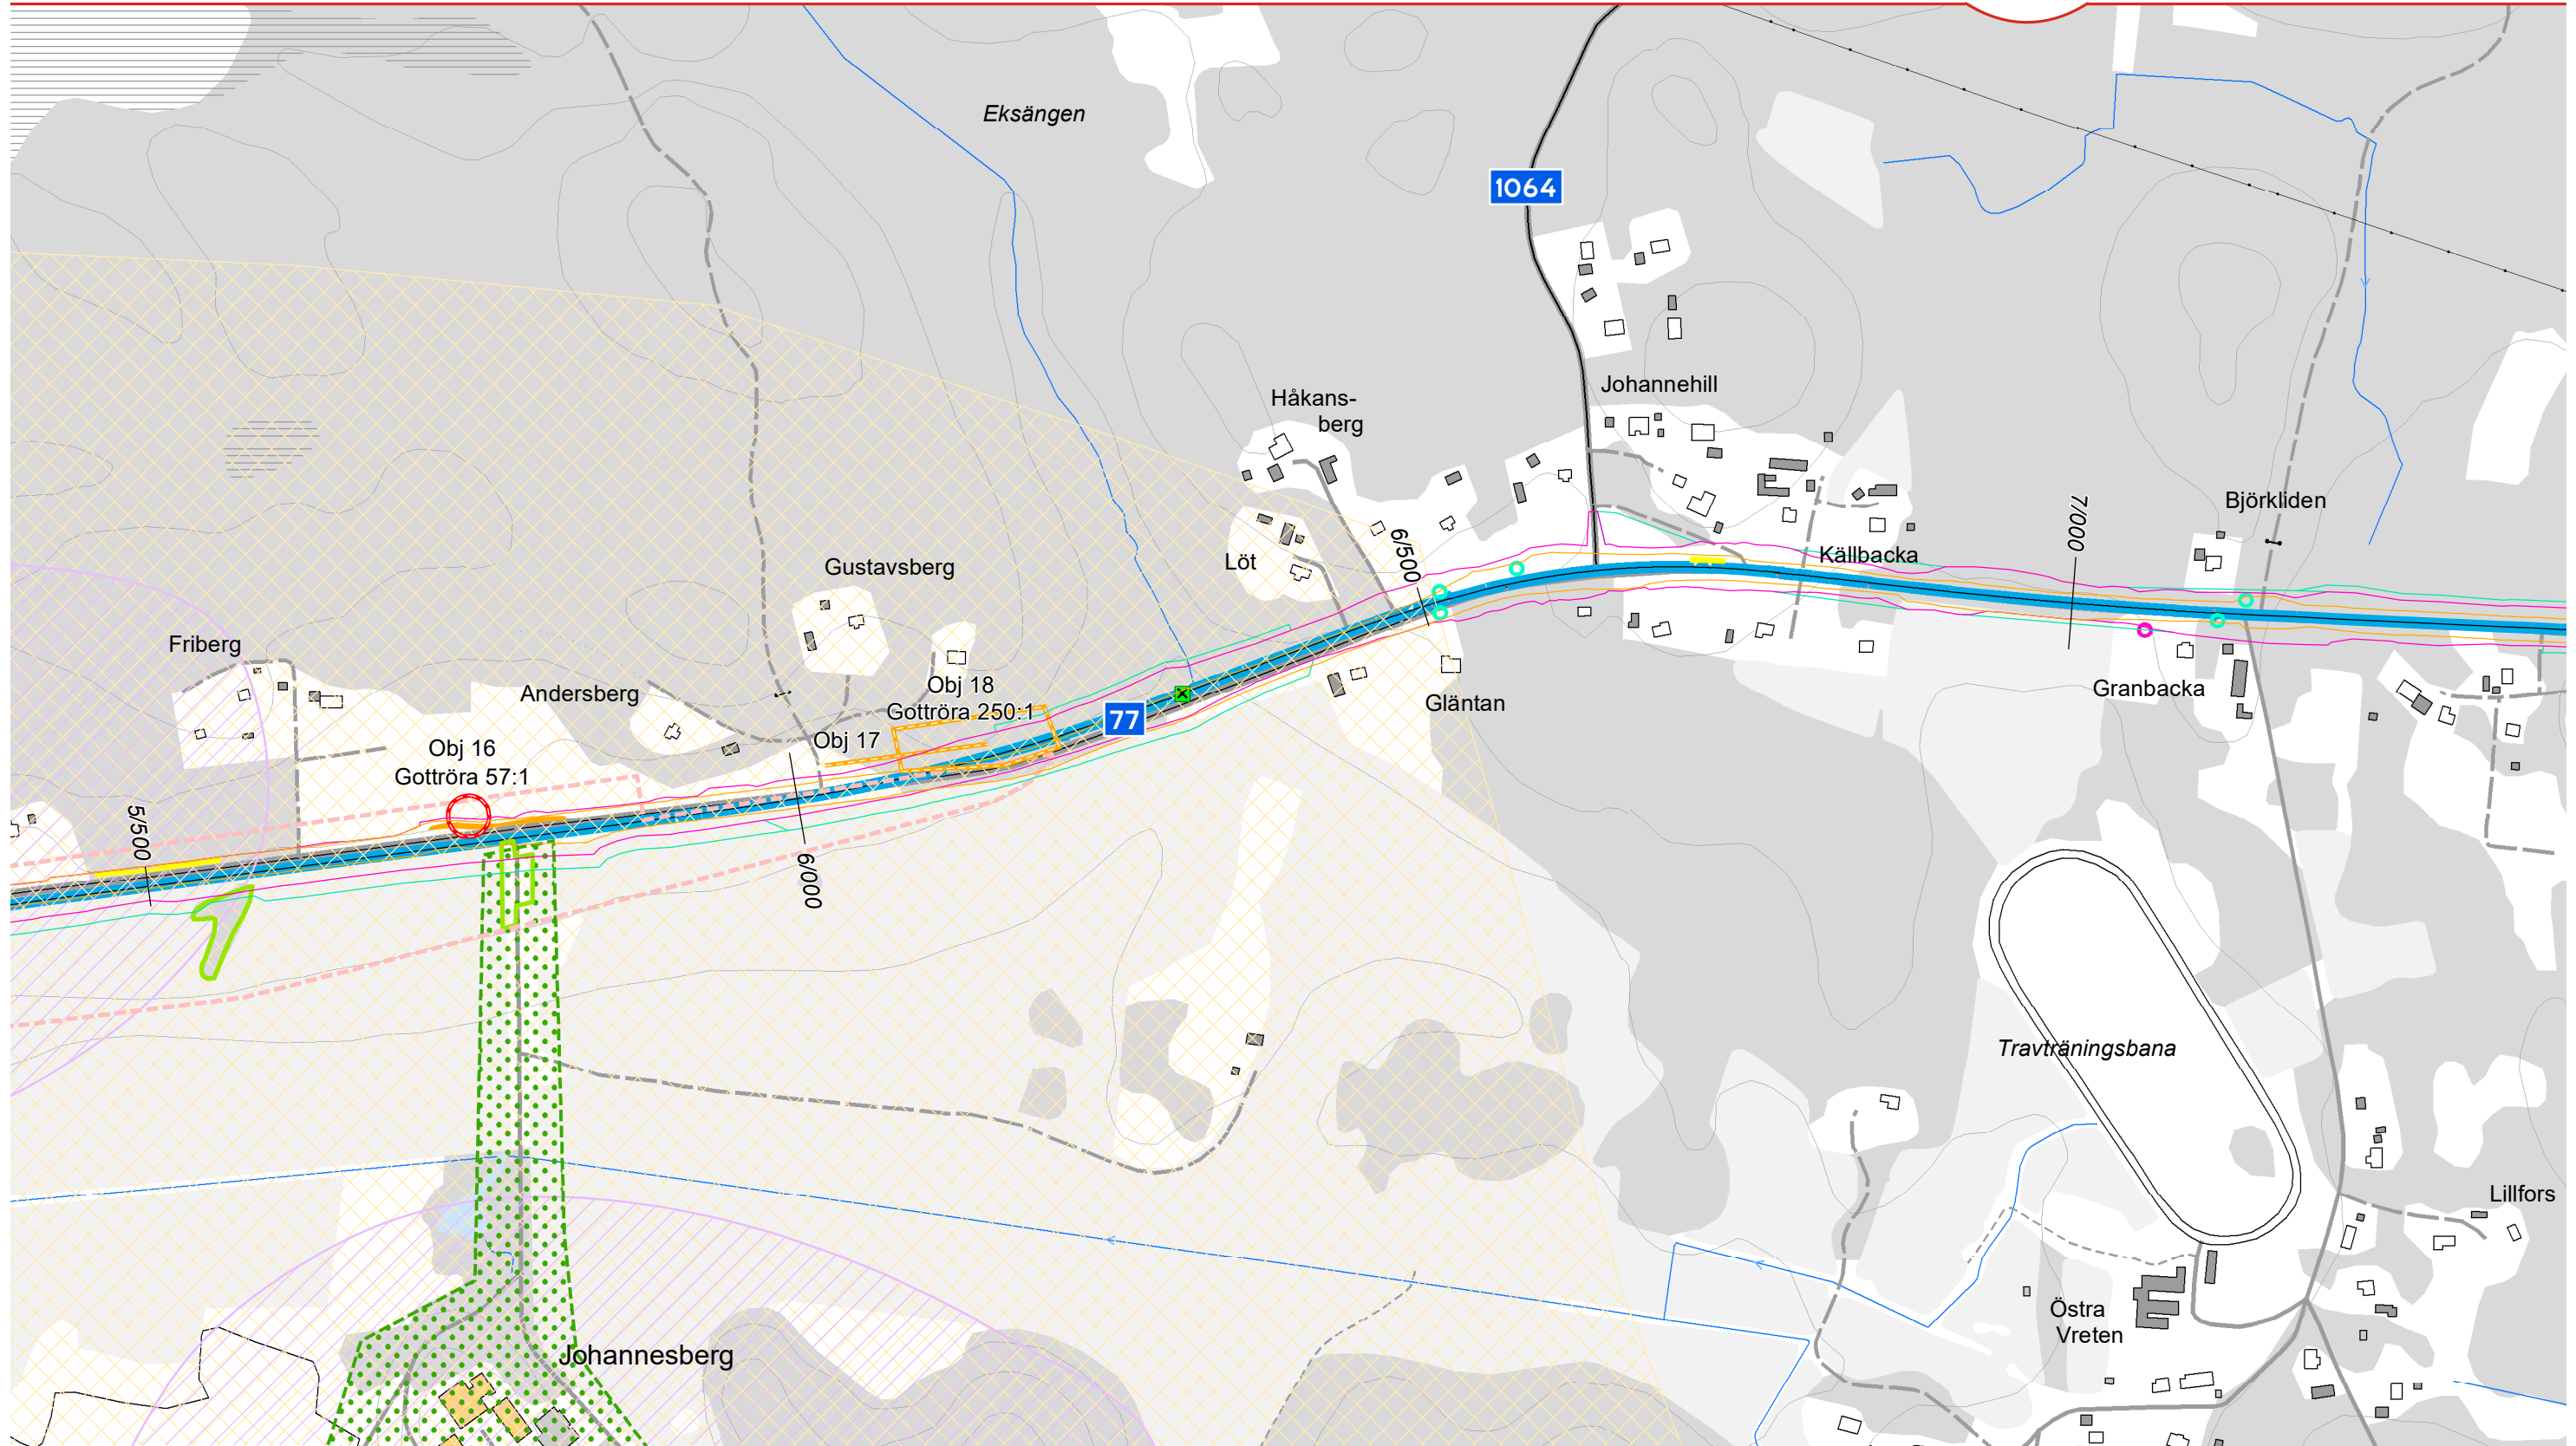 Eksängen
1064
Johannehill
Håkans-
berg
7/000
Björkliden
6/500
Källbacka
Löt
Gustavsberg
Friberg
Andersberg
Obj 18
Gottröra 250:1
Granbacka
Gläntan
77
Obj 17
Obj 16
Gottröra 57:1
5/500
6/000
Travträningsbana
Lillfors
Östra
Vreten
Johannesberg